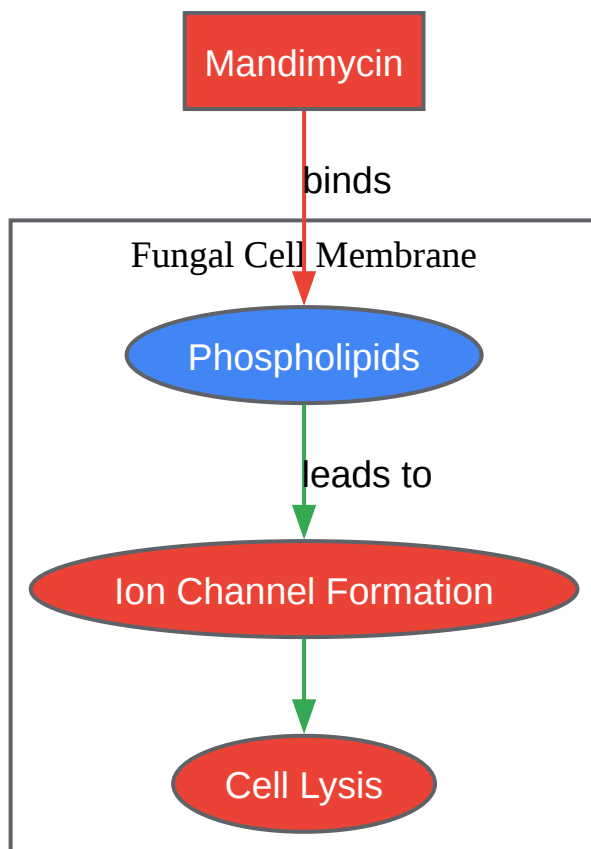 Mandimycin
binds
Fungal Cell Membrane
Phospholipids
leads to
Ion Channel Formation
Cell Lysis